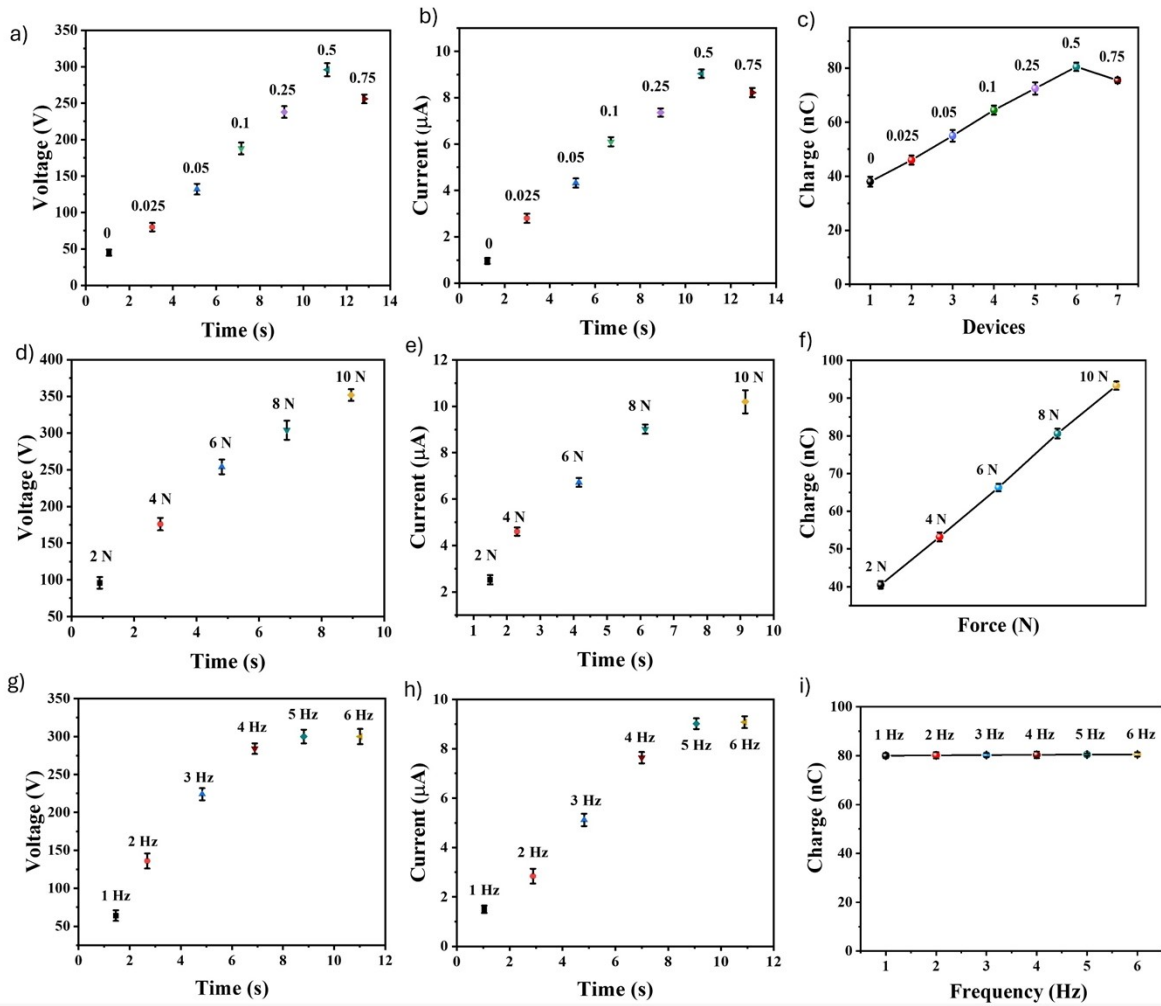 a)
Voltage (V)
350
300
250
200
150
100
50
0
0
0.025
0.05
0.1
0.25
0.5
0.75
0 2 4 6 8 10 12 14
Time (s)
b)
Current (μA)
10
8
6
4
2
0
0
0.025
0.05
0.1
0.25
0.5
0.75
0 2 4 6 8 10 12 14
Time (s)
c)
Charge (nC)
80
60
40
0
0
0.025
0.05
0.1
0.25
0.5
0.75
1 2 3 4 5 6 7
Devices
d)
Voltage (V)
400
350
300
250
200
150
100
50
2 N
4 N
6 N
8 N
10 N
0 2 4 6 8 10
Time (s)
e)
Current (μA)
12
10
8
6
4
2
2 N
4 N
6 N
8 N
10 N
1 2 3 4 5 6 7 8 9 10
Time (s)
f)
Charge (nC)
100
90
80
70
60
50
40
2 N
4 N
6 N
8 N
10 N
Force (N)
g)
Voltage (V)
350
300
250
200
150
100
50
1 Hz
2 Hz
3 Hz
4 Hz
5 Hz
6 Hz
0 2 4 6 8 10 12
Time (s)
h)
Current (μA)
10
8
6
4
2
0
1 Hz
2 Hz
3 Hz
4 Hz
5 Hz
6 Hz
0 2 4 6 8 10 12
Time (s)
i)
Charge (nC)
100
80
60
40
20
0
1 Hz 2 Hz 3 Hz 4 Hz 5 Hz 6 Hz
1 2 3 4 5 6
Frequency (Hz)